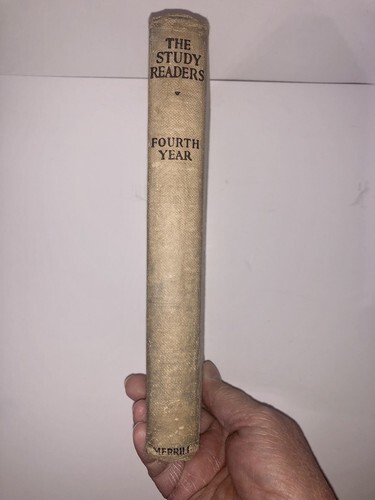 THE
STUDY
READERS
FOURTH
YEAR
MERRILL